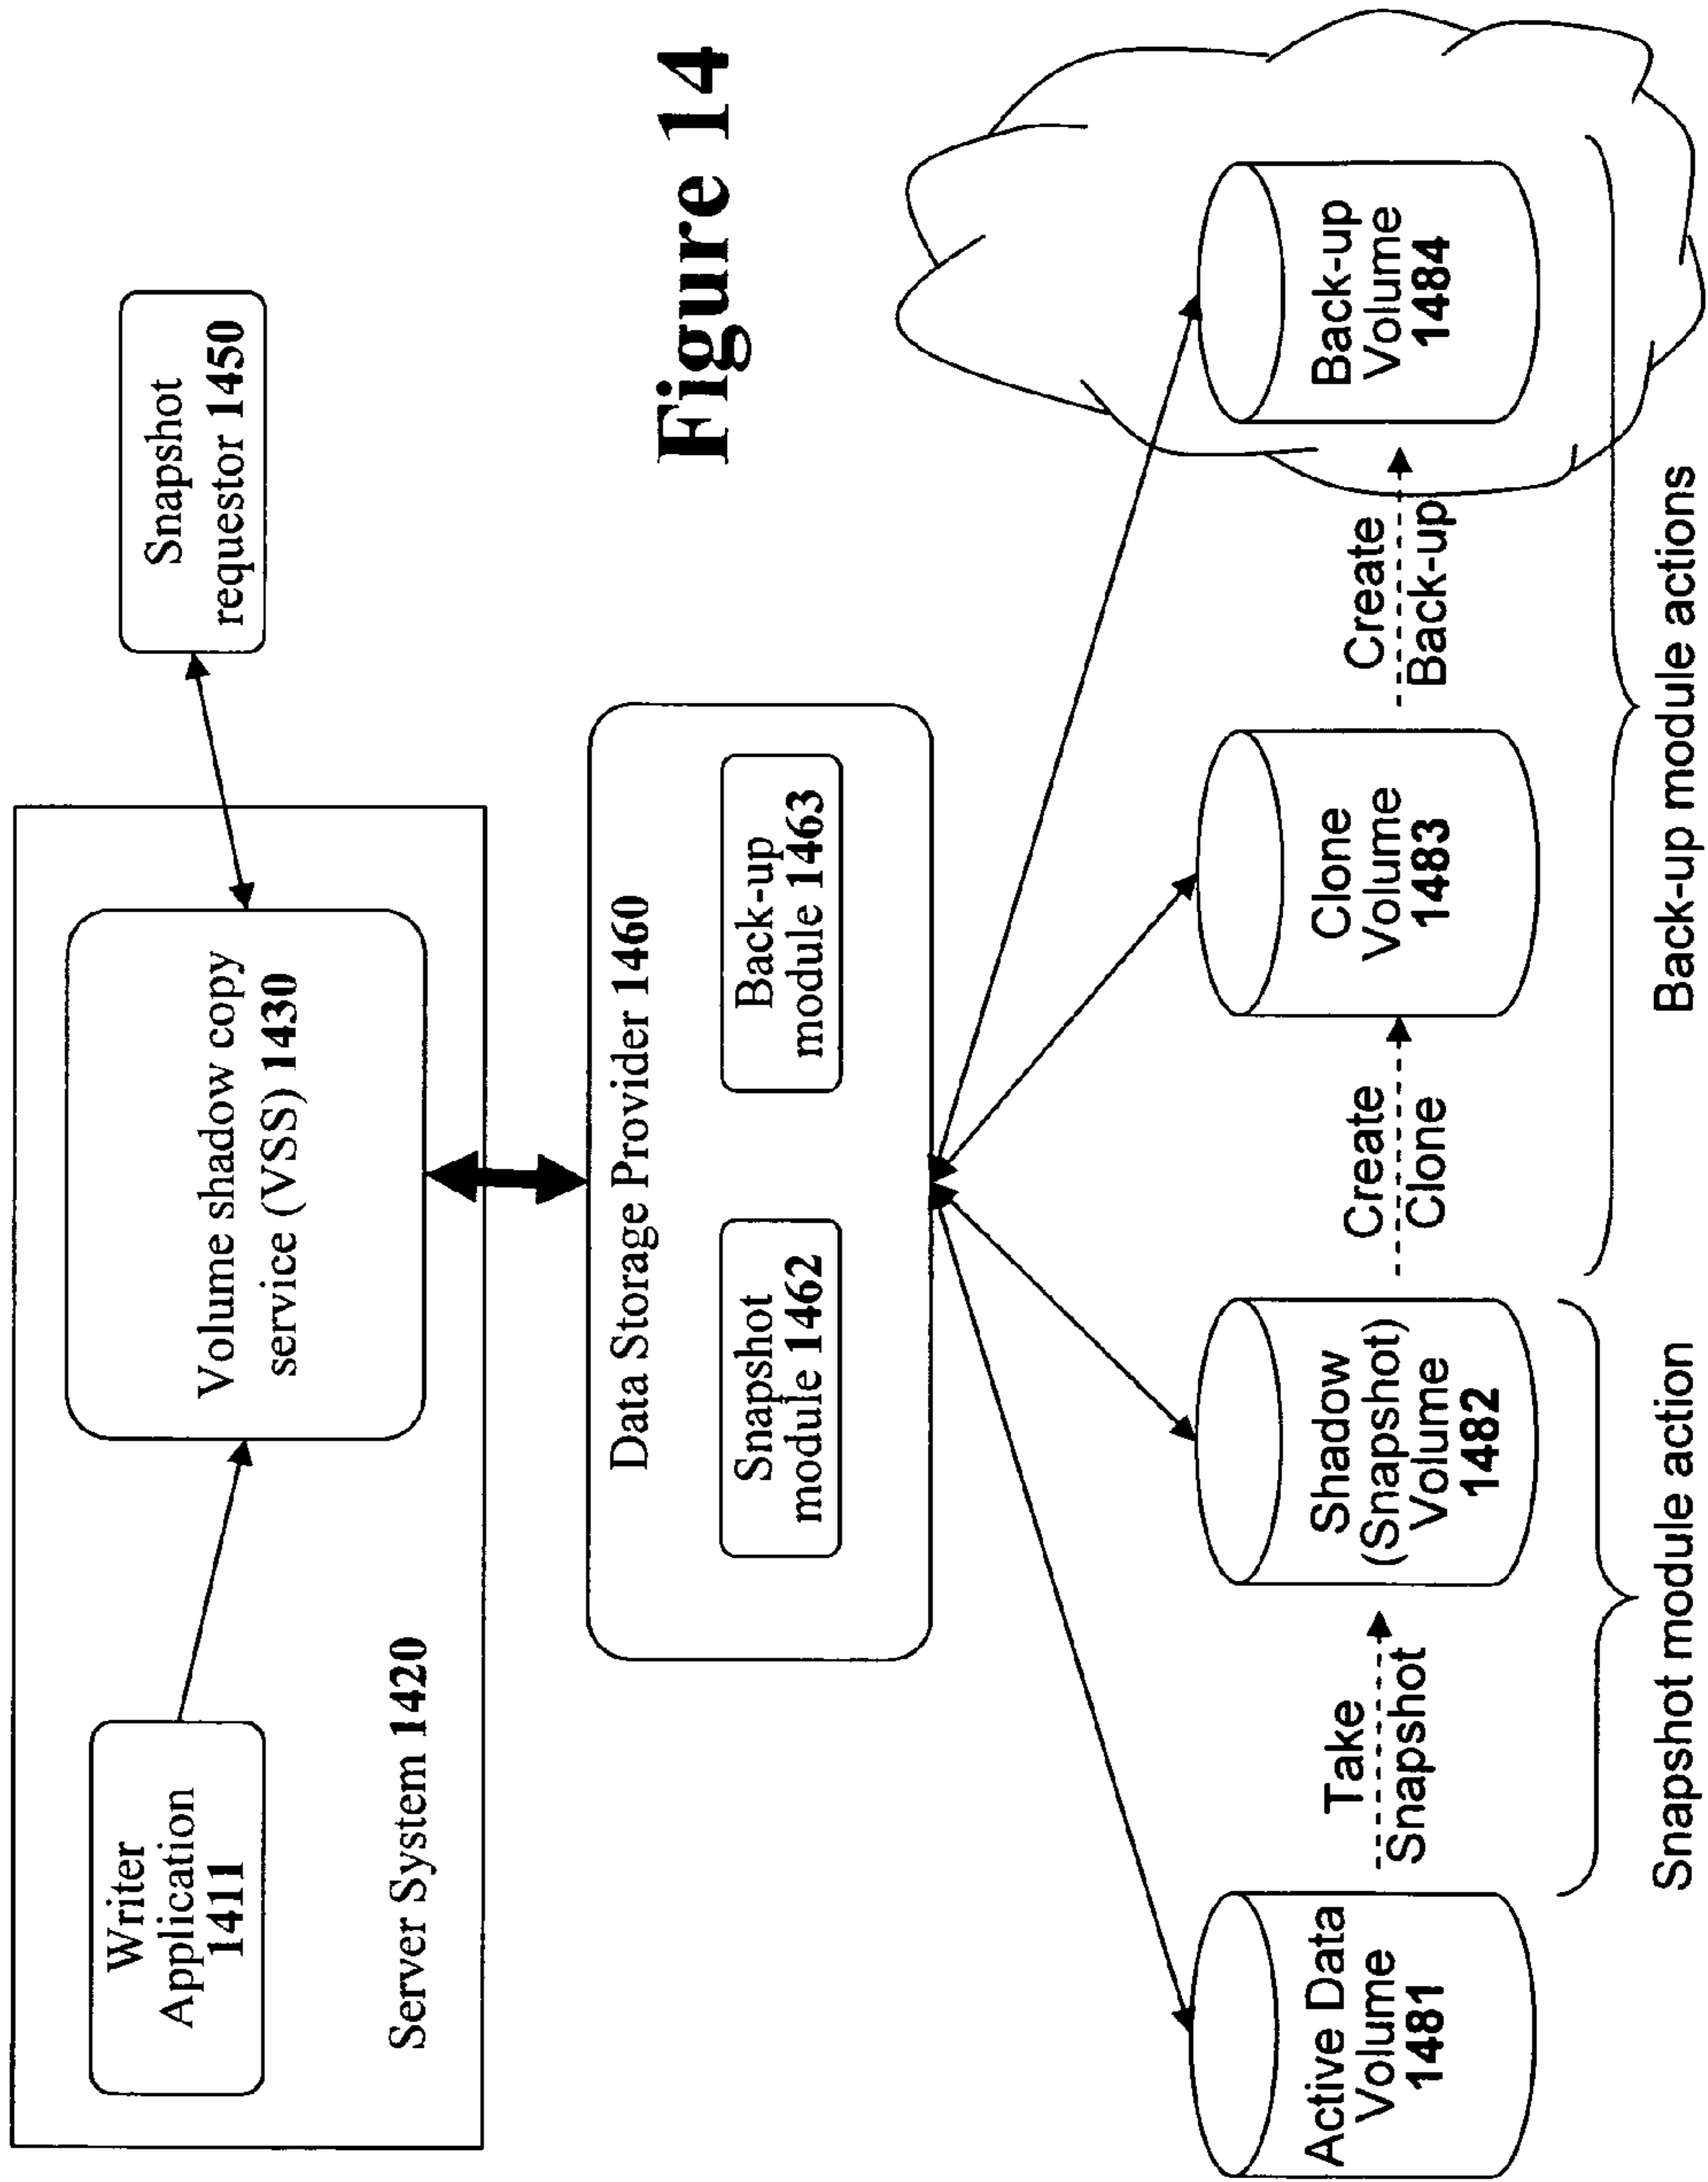 Writer
Application
1411
Volume shadow copy
service (VSS) 1430
Server System 1420
Snapshot
requestor 1450
Data Storage Provider 1460
Snapshot
module 1462
Back-up
module 1463
Figure 14
Active Data
Volume
1481
Take
Snapshot
Shadow
(Snapshot)
Volume
1482
Create
Clone
Clone
Volume
1483
Create
Back-up
Back-up
Volume
1484
Snapshot module action
Back-up module actions